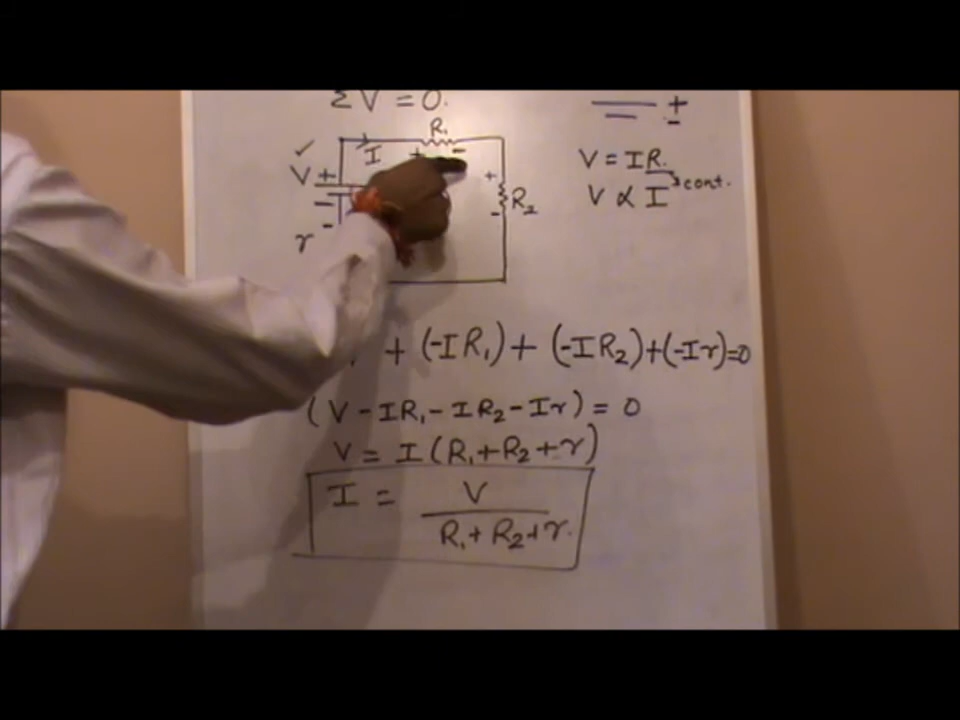 ΣV = 0.
R₁
+ -
I
✓
V +
-
-
r
+
R₂
-
+
-
V = IR.
V ∝ I → cont.
+ (-IR₁) + (-IR₂) + (-Ir) = 0
(V - IR₁ - IR₂ - Ir) = 0
V = I (R₁ + R₂ + r)
I = V
R₁ + R₂ + r.